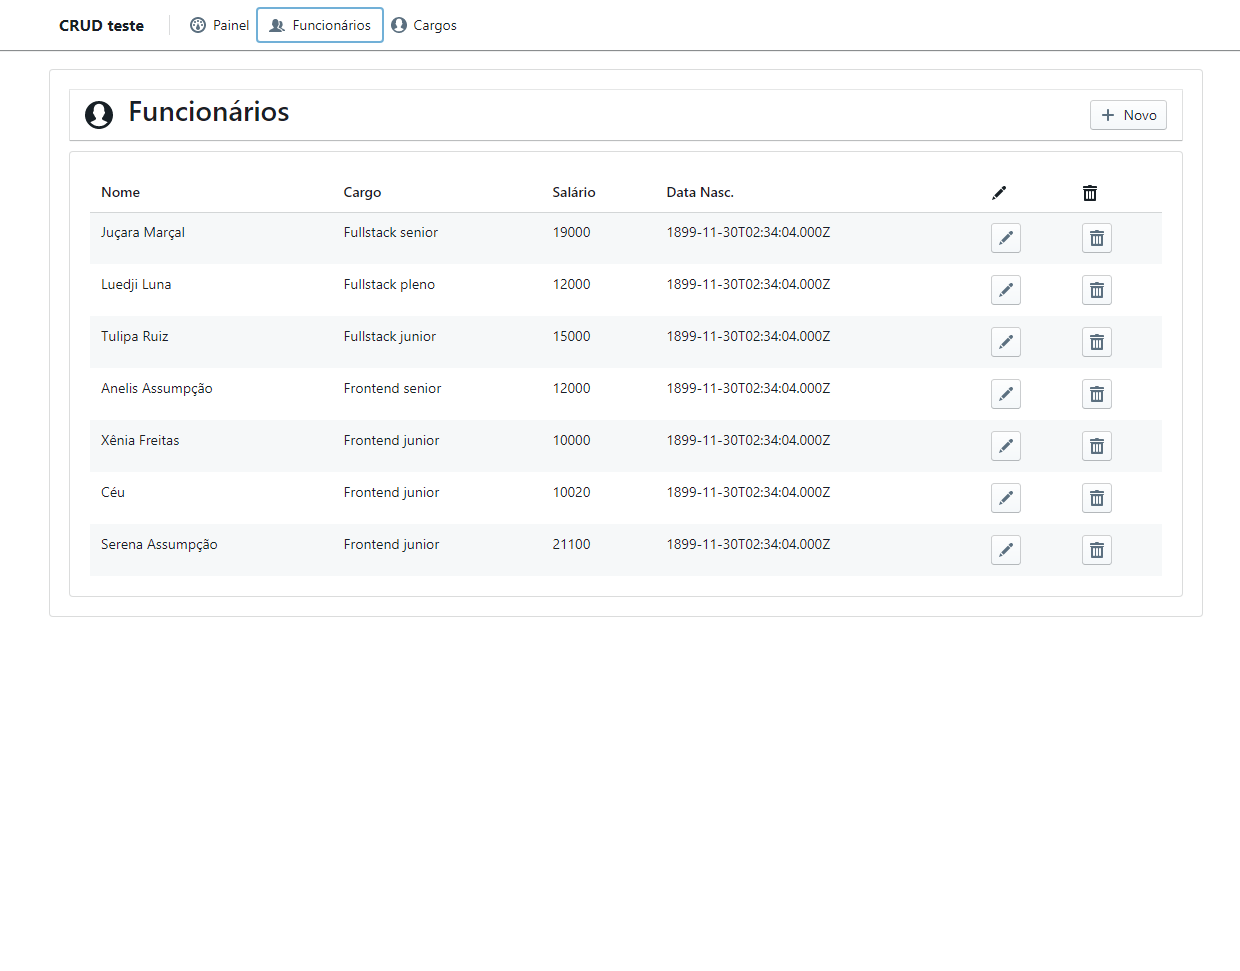 CRUD teste Painel Funcionários Cargos
Funcionários
Novo
Nome Cargo Salário Data Nasc.
Juçara Marçal Fullstack senior 19000 1899-11-30T02:34:04.000Z
Luedji Luna Fullstack pleno 12000 1899-11-30T02:34:04.000Z
Tulipa Ruiz Fullstack junior 15000 1899-11-30T02:34:04.000Z
Anelis Assumpção Frontend senior 12000 1899-11-30T02:34:04.000Z
Xênia Freitas Frontend junior 10000 1899-11-30T02:34:04.000Z
Céu Frontend junior 10020 1899-11-30T02:34:04.000Z
Serena Assumpção Frontend junior 21100 1899-11-30T02:34:04.000Z